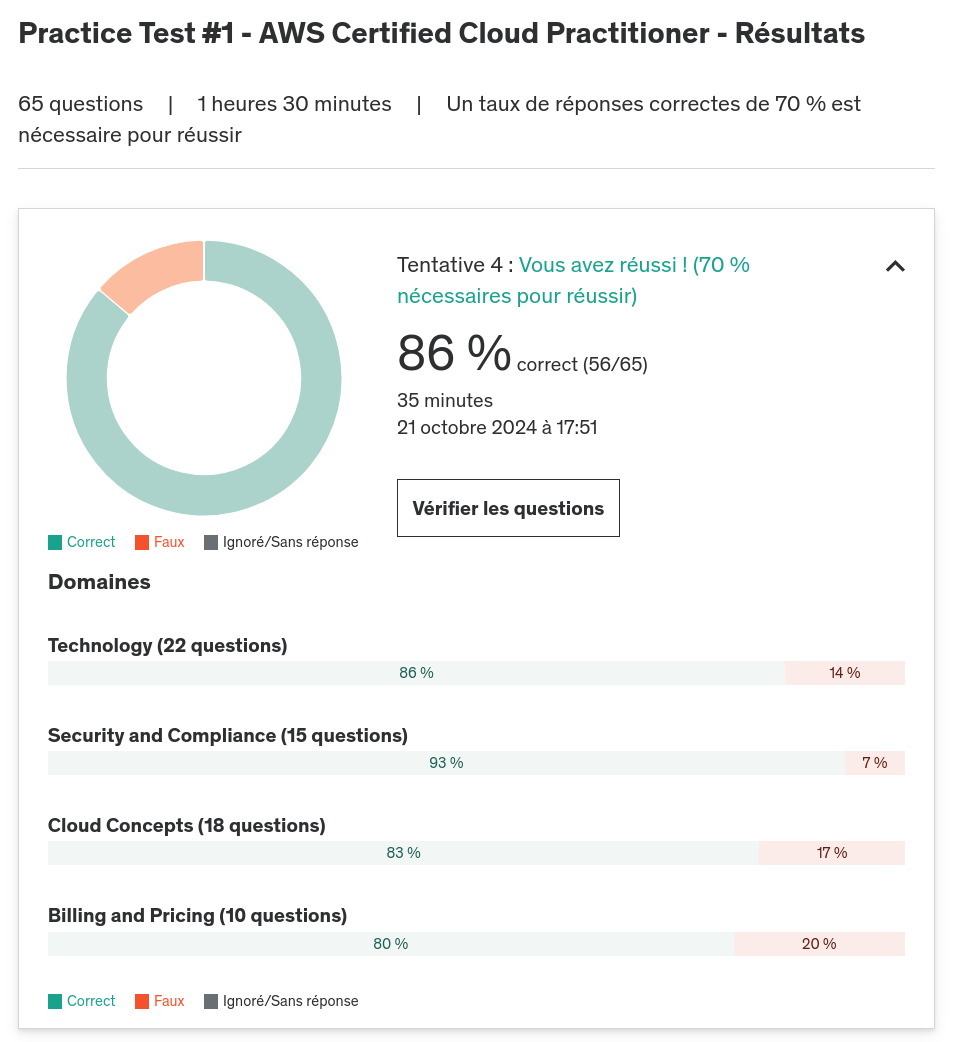 Practice Test #1 - AWS Certified Cloud Practitioner - Résultats
65 questions | 1 heures 30 minutes | Un taux de réponses correctes de 70 % est
nécessaire pour réussir
Tentative 4 : Vous avez réussi ! (70 %
nécessaires pour réussir)
86 % correct (56/65)
35 minutes
21 octobre 2024 à 17:51
Vérifier les questions
Correct Faux Ignoré/Sans réponse
Domaines
Technology (22 questions)
86 % 14 %
Security and Compliance (15 questions)
93 % 7 %
Cloud Concepts (18 questions)
83 % 17 %
Billing and Pricing (10 questions)
80 % 20 %
Correct Faux Ignoré/Sans réponse